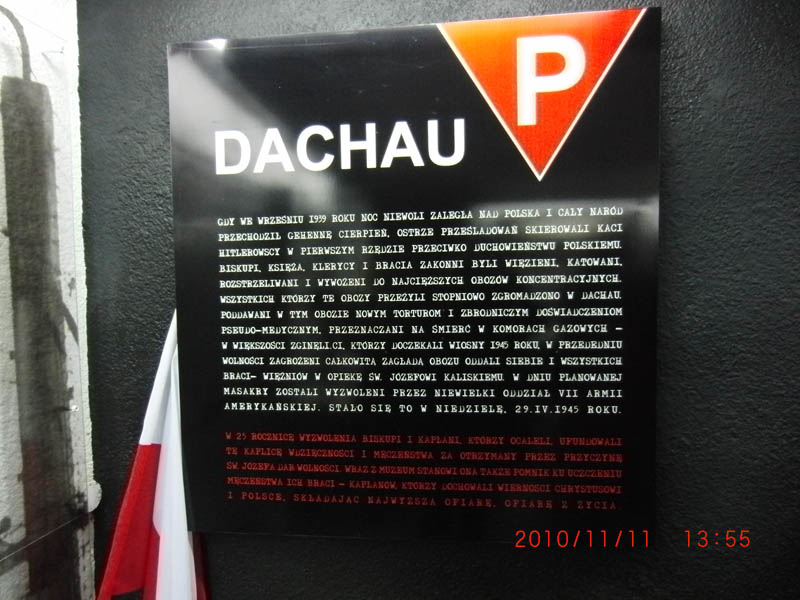 P
DACHAU
GDY WE WRZEŚNIU 1939 ROKU NOC NIEWOLI ZALEGŁA NAD POLSKA I CAŁY NARÓD
PRZECHODZIŁ GEHENNĘ CIERPIEŃ, OSTRZE PRZEŚLADOWAŃ SKIEROWALI KACI
HITLEROWSCY W PIERWSZYM RZĘDZIE PRZECIWKO DUCHOWIEŃSTWU POLSKIEMU.
BISKUPI, KSIĘŻA, KLERYCY I BRACIA ZAKONNI BYLI WIĘZIENI, KATOWANI,
ROZSTRZELIWANI I WYWOŻENI DO NAJCIĘŻSZYCH OBOZÓW KONCENTRACYJNYCH.
WSZYSTKICH KTÓRZY TE OBOZY PRZEŻYLI STOPNIOWO ZGROMADZONO W DACHAU.
PODDAWANI W TYM OBOZIE NOWYM TORTUROM I ZBRODNICZYM DOŚWIADCZENIOM
PSEUDO-MEDYCZNYM, PRZEZNACZANI NA ŚMIERĆ W KOMORACH GAZOWYCH –
W WIĘKSZOŚCI ZGINĘLI.CI, KTÓRZY DOCZEKALI WIOSNY 1945 ROKU, W PRZEDEDNIU
WOLNOŚCI ZAGROŻENI CAŁKOWITA ZAGŁADA OBOZU ODDALI SIEBIE I WSZYSTKICH
BRACI– WIĘŹNIÓW W OPIEKĘ ŚW. JÓZEFOWI KALISKIEMU. W DNIU PLANOWANEJ
MASAKRY ZOSTALI WYZWOLENI PRZEZ NIEWIELKI ODDZIAŁ VII ARMII
AMERYKAŃSKIEJ. STAŁO SIĘ TO W NIEDZIELĘ, 29.IV.1945 ROKU.
W 25 ROCZNICĘ WYZWOLENIA BISKUPI I KAPŁANI, KTÓRZY OCALELI, UFUNDOWALI
TĘ KAPLICĘ WDZIĘCZNOŚCI I MĘCZEŃSTWA ZA OTRZYMANY PRZEZ PRZYCZYNĘ
ŚW. JÓZEFA DAR WOLNOŚCI. WRAZ Z MUZEUM STANOWI ONA TAKŻE POMNIK KU UCZCZENIU
MĘCZEŃSTWA ICH BRACI – KAPŁANÓW, KTÓRZY DOCHOWALI WIERNOŚCI CHRYSTUSOWI
I POLSCE, SKŁADAJĄC NAJWYŻSZA OFIARĘ, OFIARĘ Z ŻYCIA.
2010/11/11 13:55